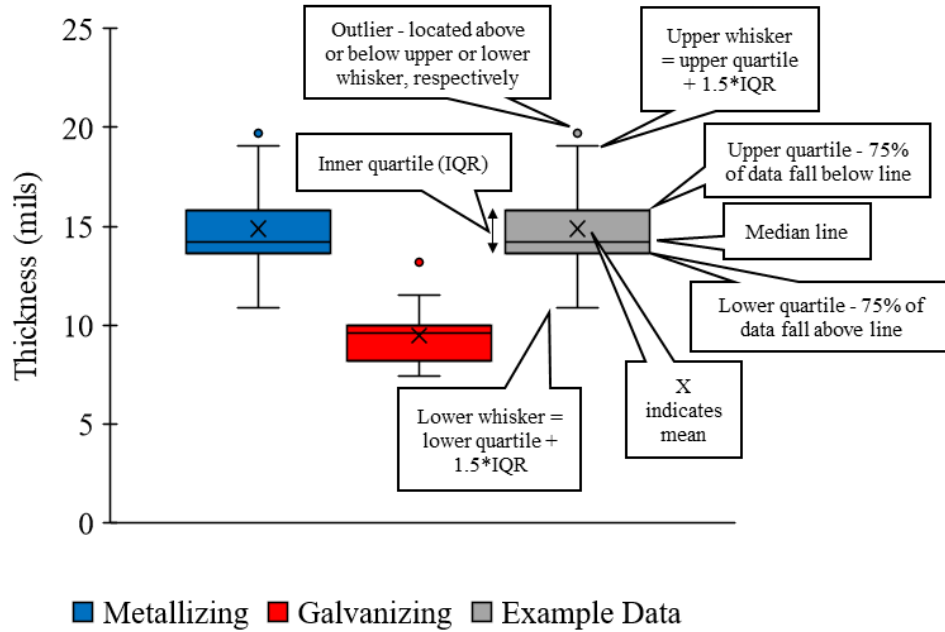 25
20
15
10
5
0
Thickness (mils)
Outlier - located above
or below upper or lower
whisker, respectively
Upper whisker
= upper quartile
+ 1.5*IQR
Inner quartile (IQR)
Upper quartile - 75%
of data fall below line
Median line
Lower quartile - 75% of
data fall above line
X
indicates
mean
Lower whisker =
lower quartile +
1.5*IQR
Metallizing Galvanizing Example Data